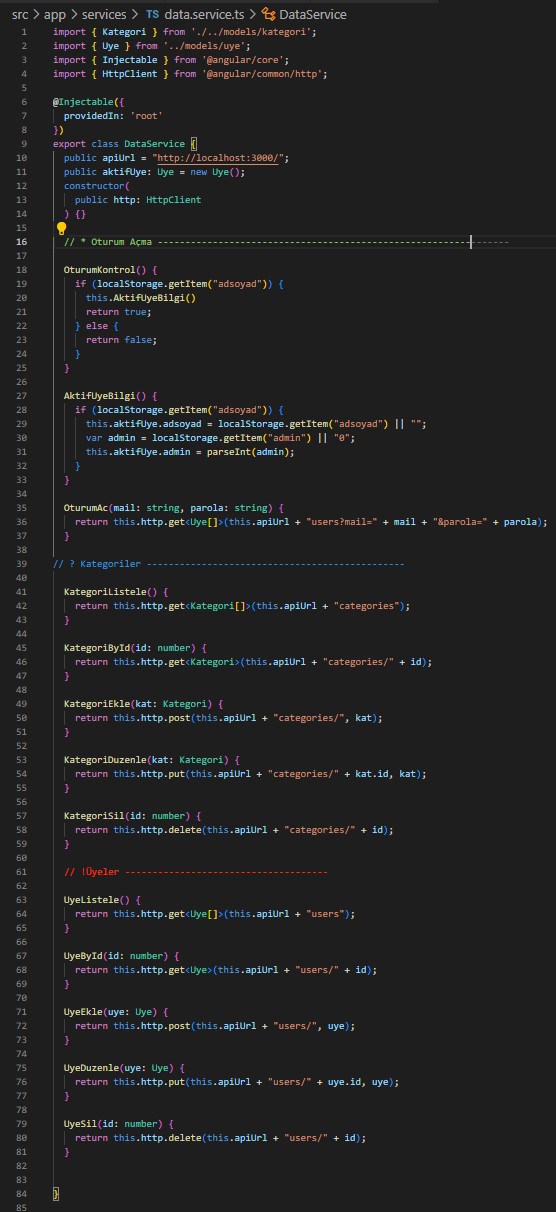 src > app > services > TS data.service.ts > DataService
1 import { Kategori } from './../models/kategori';
2 import { Uye } from '../models/uye';
3 import { Injectable } from '@angular/core';
4 import { HttpClient } from '@angular/common/http';
5
6 @Injectable({
7 providedIn: 'root'
8 })
9 export class DataService {
10 public apiUrl = "http://localhost:3000/";
11 public aktifUye: Uye = new Uye();
12 constructor(
13 public http: HttpClient
14 ) {}
15
16 // * Oturum Açma ----------------------------------------------------------------
17
18 OturumKontrol() {
19 if (localStorage.getItem("adsoyad")) {
20 this.AktifUyeBilgi()
21 return true;
22 } else {
23 return false;
24 }
25 }
26
27 AktifUyeBilgi() {
28 if (localStorage.getItem("adsoyad")) {
29 this.aktifUye.adsoyad = localStorage.getItem("adsoyad") || "";
30 var admin = localStorage.getItem("admin") || "0";
31 this.aktifUye.admin = parseInt(admin);
32 }
33 }
34
35 OturumAc(mail: string, parola: string) {
36 return this.http.get<Uye[]>(this.apiUrl + "users?mail=" + mail + "&parola=" + parola);
37 }
38
39 // ? Kategoriler -----------------------------------------------
40
41 KategoriListele() {
42 return this.http.get<Kategori[]>(this.apiUrl + "categories");
43 }
44
45 KategoriById(id: number) {
46 return this.http.get<Kategori>(this.apiUrl + "categories/" + id);
47 }
48
49 KategoriEkle(kat: Kategori) {
50 return this.http.post(this.apiUrl + "categories/", kat);
51 }
52
53 KategoriDuzenle(kat: Kategori) {
54 return this.http.put(this.apiUrl + "categories/" + kat.id, kat);
55 }
56
57 KategoriSil(id: number) {
58 return this.http.delete(this.apiUrl + "categories/" + id);
59 }
60
61 // !Üyeler -------------------------------------
62
63 UyeListele() {
64 return this.http.get<Uye[]>(this.apiUrl + "users");
65 }
66
67 UyeById(id: number) {
68 return this.http.get<Uye>(this.apiUrl + "users/" + id);
69 }
70
71 UyeEkle(uye: Uye) {
72 return this.http.post(this.apiUrl + "users/", uye);
73 }
74
75 UyeDuzenle(uye: Uye) {
76 return this.http.put(this.apiUrl + "users/" + uye.id, uye);
77 }
78
79 UyeSil(id: number) {
80 return this.http.delete(this.apiUrl + "users/" + id);
81 }
82
83
84 }
85